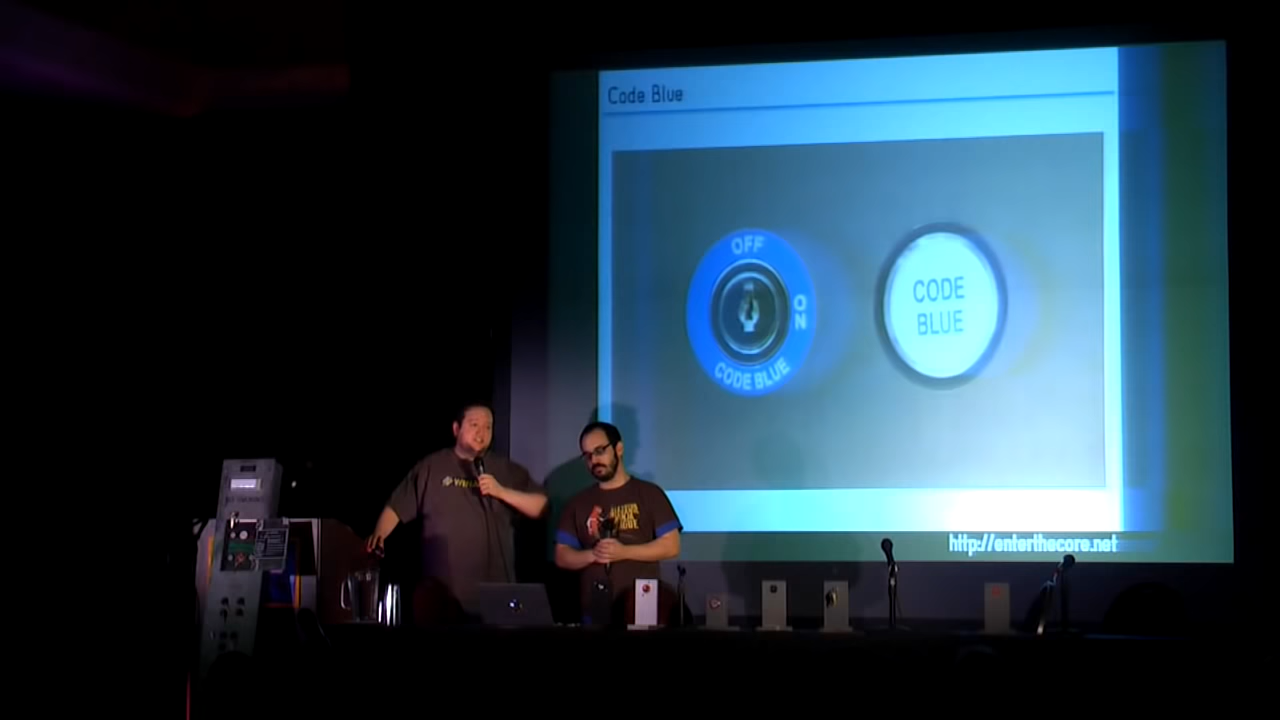 Code Blue
OFF
ON
CODE BLUE
CODE
BLUE
http://enterthecore.net